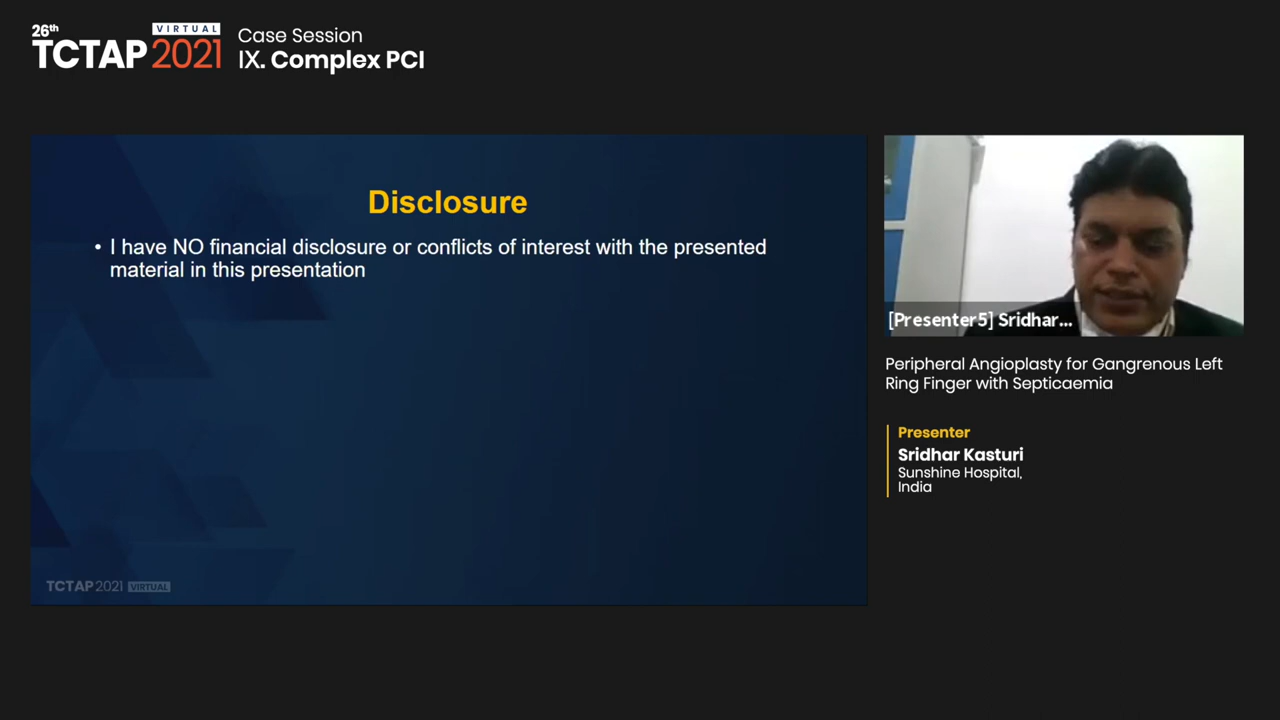 26th
VIRTUAL
TCTAP 2021
Case Session
IX. Complex PCI
Disclosure
• I have NO financial disclosure or conflicts of interest with the presented
material in this presentation
TCTAP 2021 VIRTUAL
[Presenter5] Sridhar...
Peripheral Angioplasty for Gangrenous Left
Ring Finger with Septicaemia
Presenter
Sridhar Kasturi
Sunshine Hospital,
India